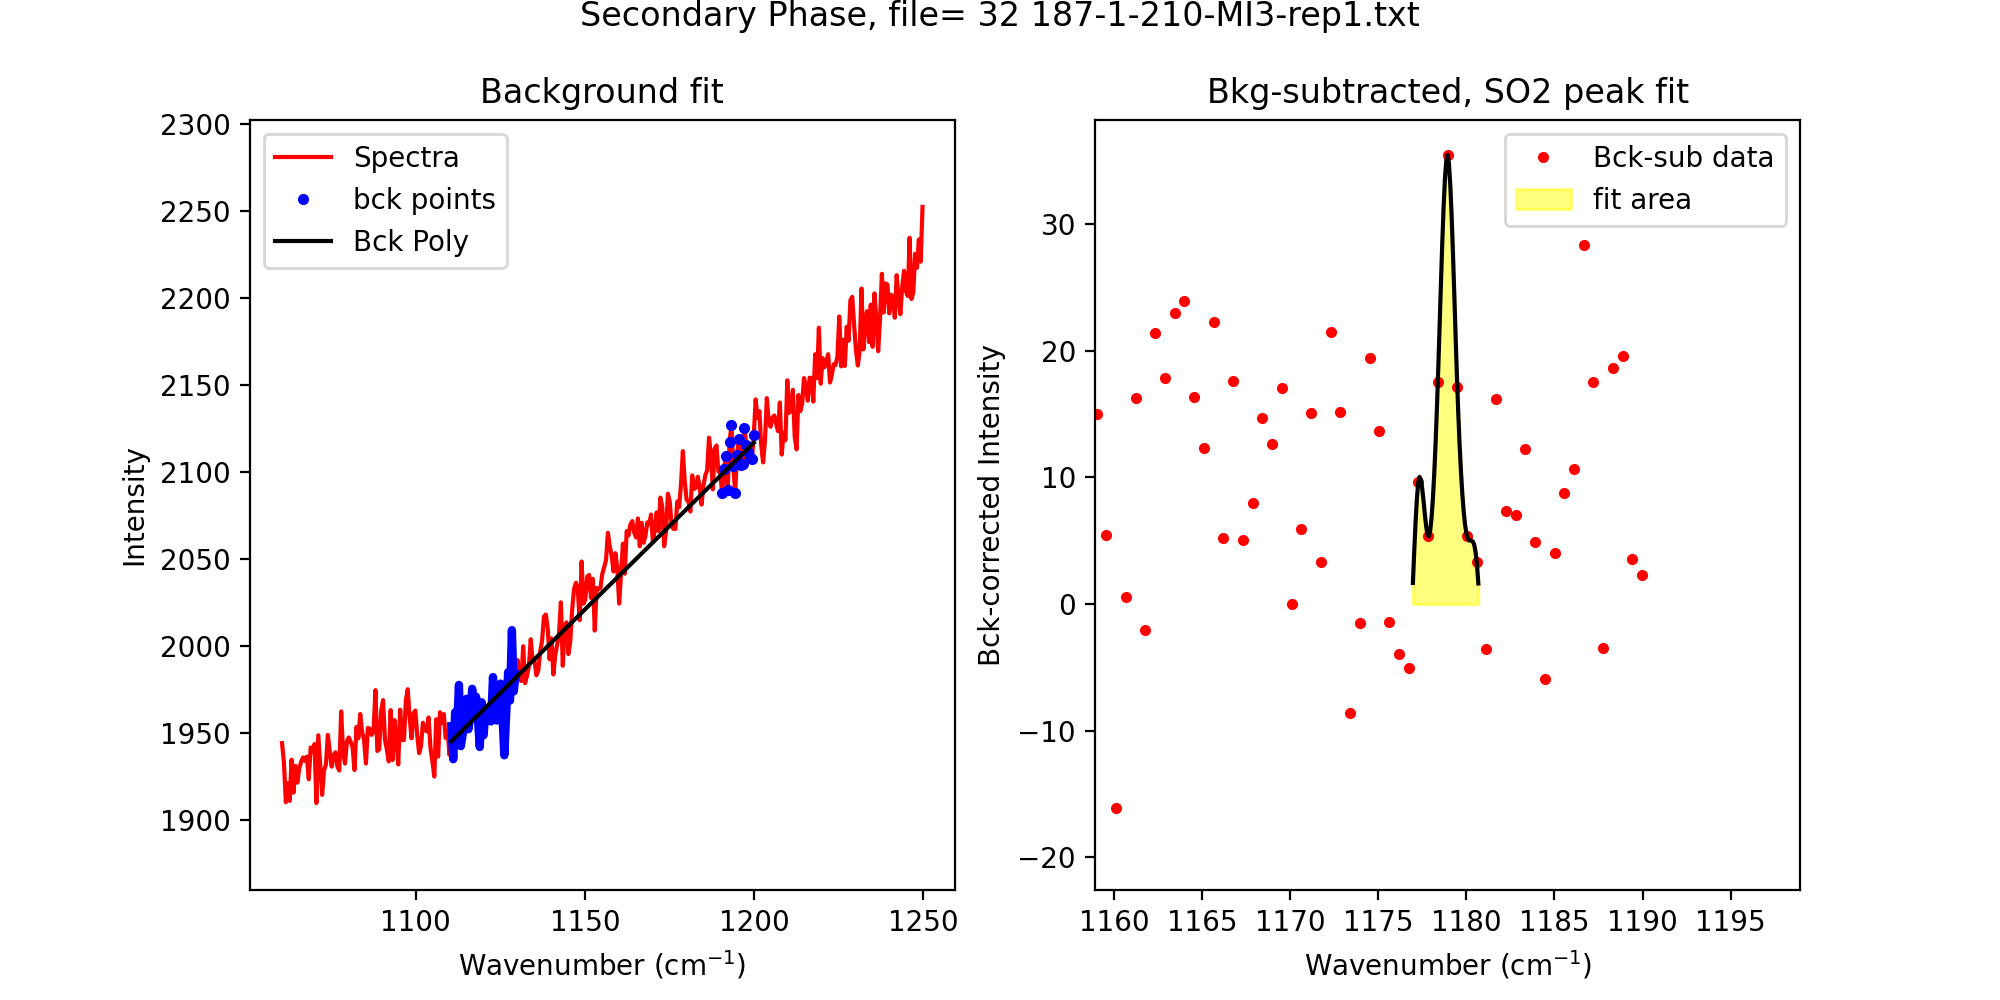 Secondary Phase, file= 32 187-1-210-MI3-rep1.txt
Background fit
2300
2250
2200
2150
2100
2050
2000
1950
1900
Intensity
Spectra
bck points
Bck Poly
1100 1150 1200 1250
Wavenumber (cm⁻¹)
Bkg-subtracted, SO2 peak fit
30
20
10
0
−10
−20
Bck-corrected Intensity
Bck-sub data
fit area
1160 1165 1170 1175 1180 1185 1190 1195
Wavenumber (cm⁻¹)